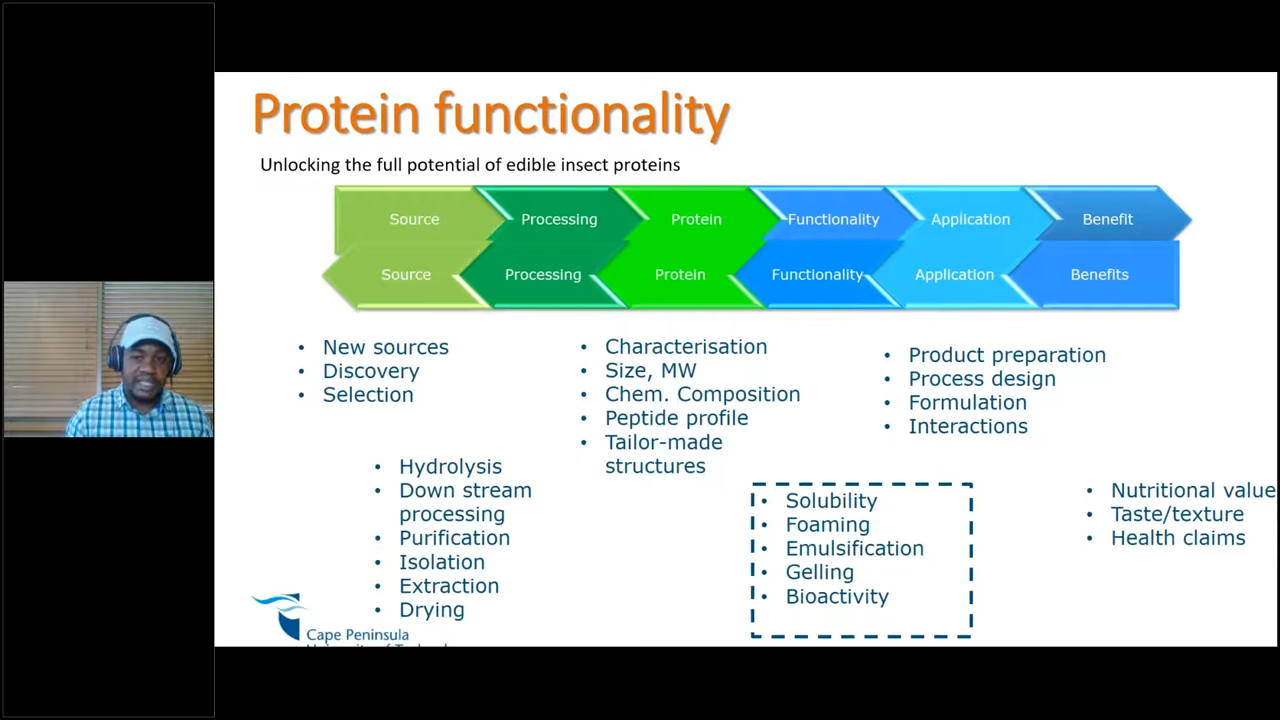 Protein functionality
Unlocking the full potential of edible insect proteins
Source
Processing
Protein
Functionality
Application
Benefit
Source
Processing
Protein
Functionality
Application
Benefits
• New sources
• Discovery
• Selection
• Hydrolysis
• Down stream
processing
• Purification
• Isolation
• Extraction
• Drying
• Characterisation
• Size, MW
• Chem. Composition
• Peptide profile
• Tailor-made
structures
• Solubility
• Foaming
• Emulsification
• Gelling
• Bioactivity
• Product preparation
• Process design
• Formulation
• Interactions
• Nutritional value
• Taste/texture
• Health claims
Cape Peninsula